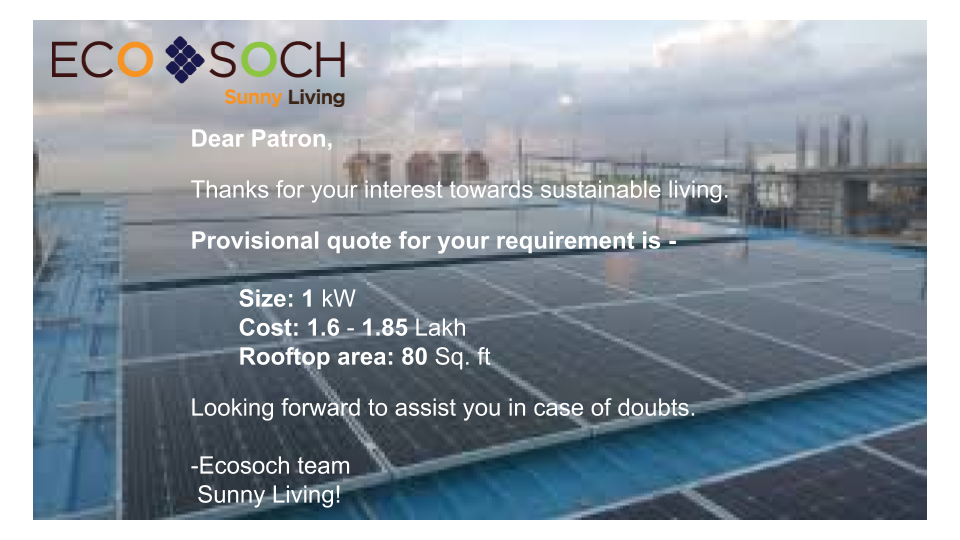 ECO SOCH
Sunny Living
Dear Patron,
Thanks for your interest towards sustainable living.
Provisional quote for your requirement is -
Size: 1 kW
Cost: 1.6 - 1.85 Lakh
Rooftop area: 80 Sq. ft
Looking forward to assist you in case of doubts.
-Ecosoch team
Sunny Living!